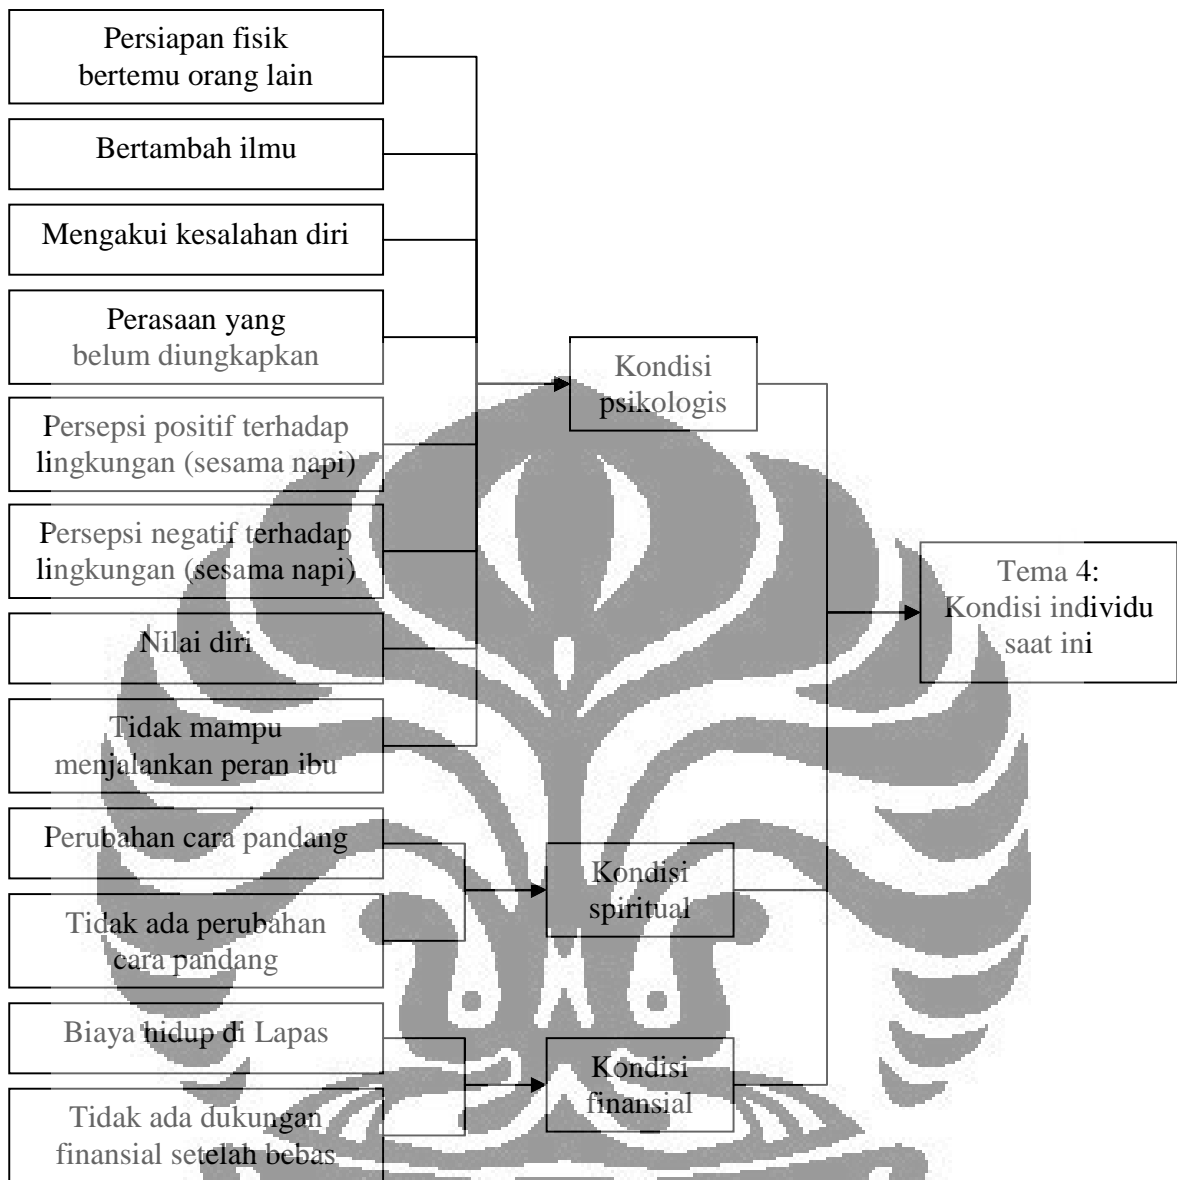 Persiapan fisik
bertemu orang lain
Bertambah ilmu
Mengakui kesalahan diri
Perasaan yang
belum diungkapkan
Persepsi positif terhadap
lingkungan (sesama napi)
Persepsi negatif terhadap
lingkungan (sesama napi)
Nilai diri
Tidak mampu
menjalankan peran ibu
Perubahan cara pandang
Tidak ada perubahan
cara pandang
Biaya hidup di Lapas
Tidak ada dukungan
finansial setelah bebas
Kondisi
psikologis
Kondisi
spiritual
Kondisi
finansial
Tema 4:
Kondisi individu
saat ini